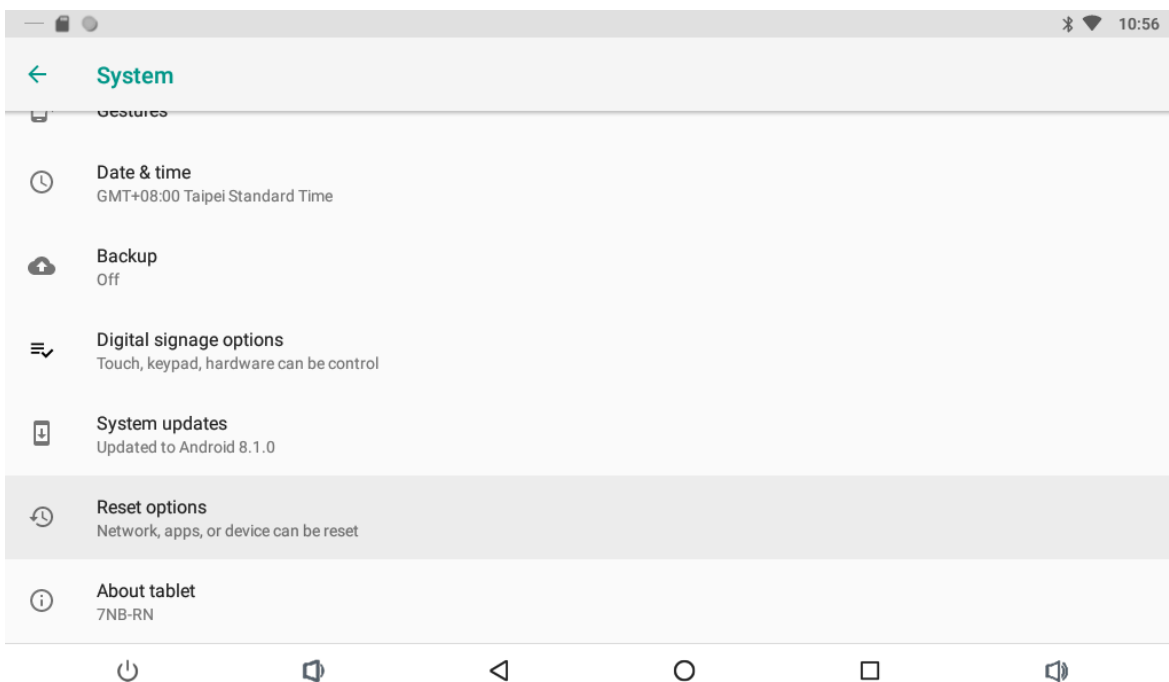 10:56
System
Gestures
Date & time
GMT+08:00 Taipei Standard Time
Backup
Off
Digital signage options
Touch, keypad, hardware can be control
System updates
Updated to Android 8.1.0
Reset options
Network, apps, or device can be reset
About tablet
7NB-RN